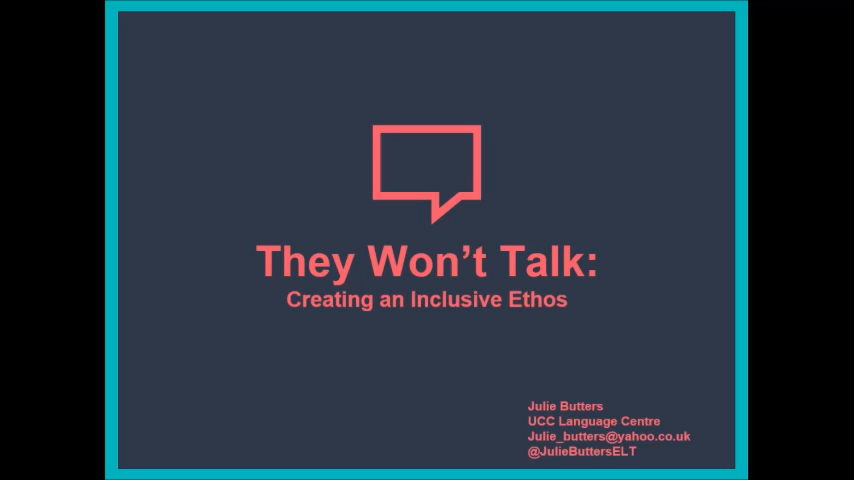 They Won’t Talk:
Creating an Inclusive Ethos
Julie Butters
UCC Language Centre
Julie_butters@yahoo.co.uk
@JulieButtersELT